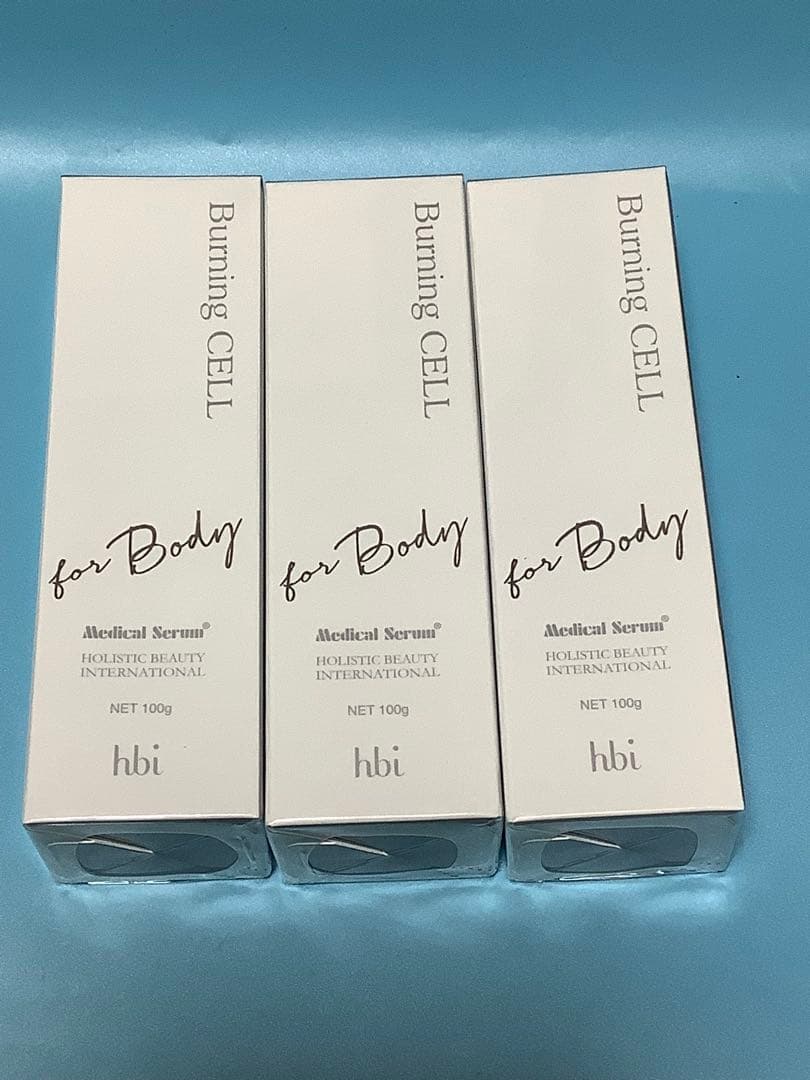 Burning CELL
for Body
Medical Serum®
HOLISTIC BEAUTY
INTERNATIONAL
NET 100g
hbi
Burning CELL
for Body
Medical Serum®
HOLISTIC BEAUTY
INTERNATIONAL
NET 100g
hbi
Burning CELL
for Body
Medical Serum®
HOLISTIC BEAUTY
INTERNATIONAL
NET 100g
hbi